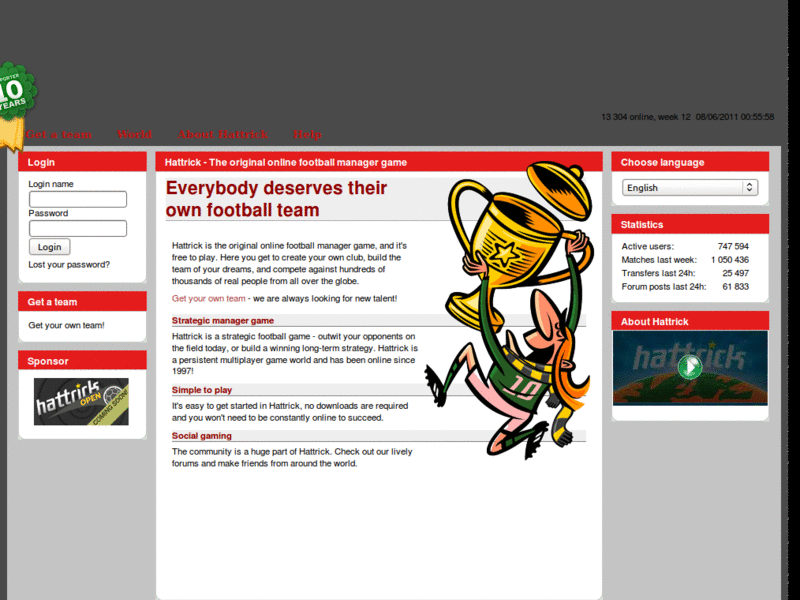 PORTER
10
YEARS
13 304 online, week 12 08/06/2011 00:55:58
Get a team World About Hattrick Help
Login
Login name
Password
Login
Lost your password?
Get a team
Get your own team!
Sponsor
hattrick
OPEN
COMING SOON!
Hattrick - The original online football manager game
Everybody deserves their
own football team
Hattrick is the original online football manager game, and it's
free to play. Here you get to create your own club, build the
team of your dreams, and compete against hundreds of
thousands of real people from all over the globe.
Get your own team - we are always looking for new talent!
Strategic manager game
Hattrick is a strategic football game - outwit your opponents on
the field today, or build a winning long-term strategy. Hattrick is
a persistent multiplayer game world and has been online since
1997!
Simple to play
It's easy to get started in Hattrick, no downloads are required
and you won't need to be constantly online to succeed.
Social gaming
The community is a huge part of Hattrick. Check out our lively
forums and make friends from around the world.
10
Choose language
English
Statistics
Active users: 747 594
Matches last week: 1 050 436
Transfers last 24h: 25 497
Forum posts last 24h: 61 833
About Hattrick
hattrick